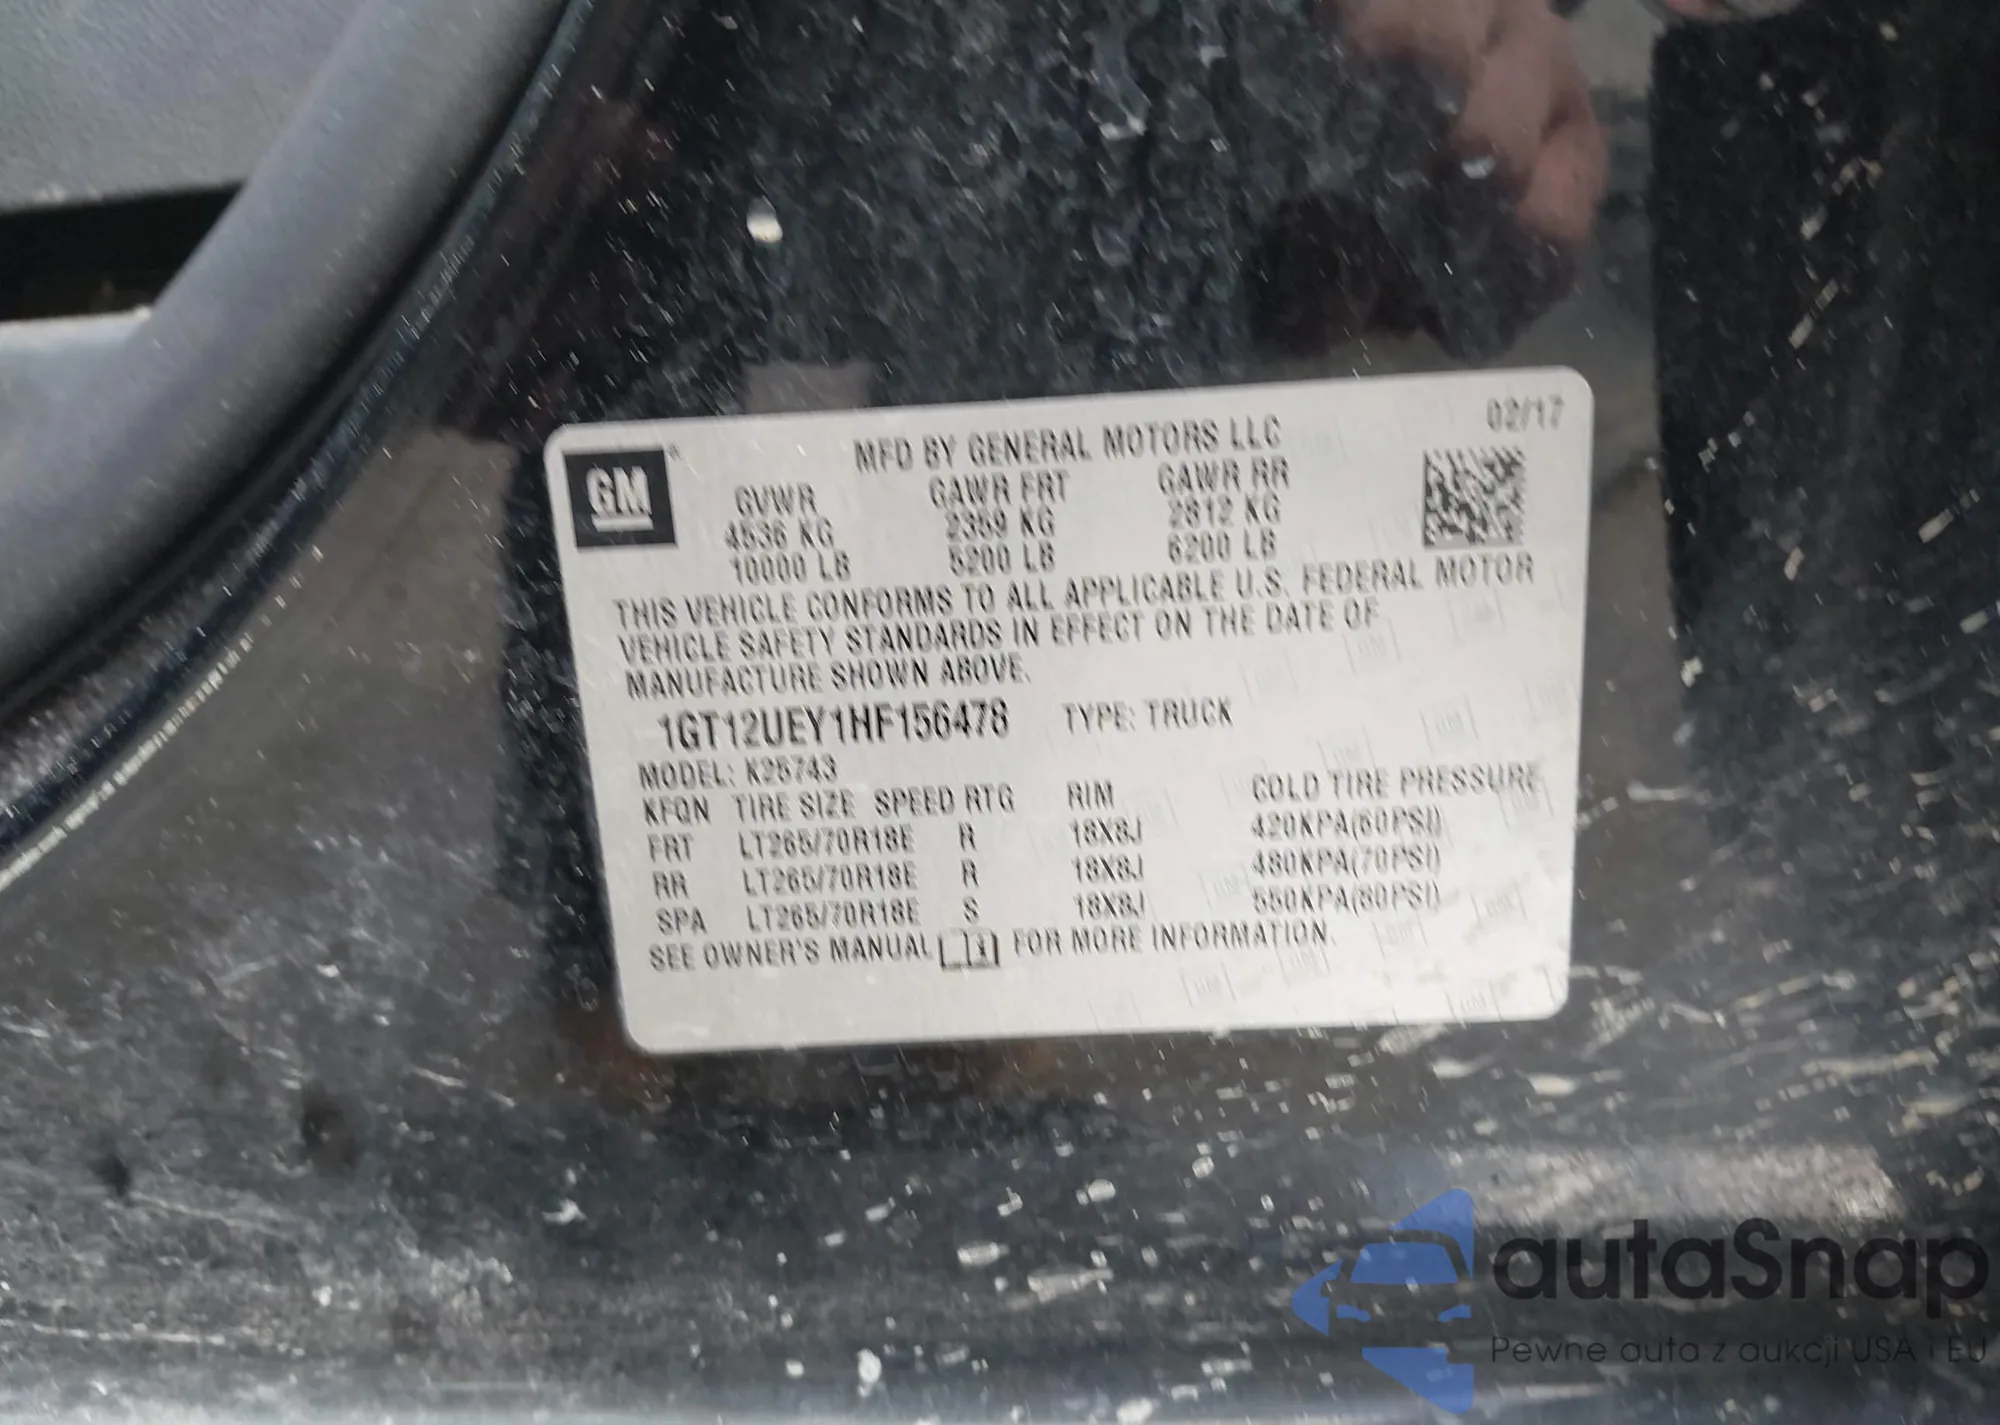 02/17
GM
MFD BY GENERAL MOTORS LLC
GVWR GAWR FRT GAWR RR
4536 KG 2359 KG 2812 KG
10000 LB 5200 LB 6200 LB
THIS VEHICLE CONFORMS TO ALL APPLICABLE U.S. FEDERAL MOTOR
VEHICLE SAFETY STANDARDS IN EFFECT ON THE DATE OF
MANUFACTURE SHOWN ABOVE.
1GT12UEY1HF156478 TYPE: TRUCK
MODEL: K25743
KFQN TIRE SIZE SPEED RTG RIM COLD TIRE PRESSURE
FRT LT265/70R18E R 18X8J 420KPA(60PSI)
RR LT265/70R18E R 18X8J 480KPA(70PSI)
SPA LT265/70R18E S 18X8J 550KPA(80PSI)
SEE OWNER'S MANUAL FOR MORE INFORMATION.
autaSnap
Pewne auta z aukcji USA i EU